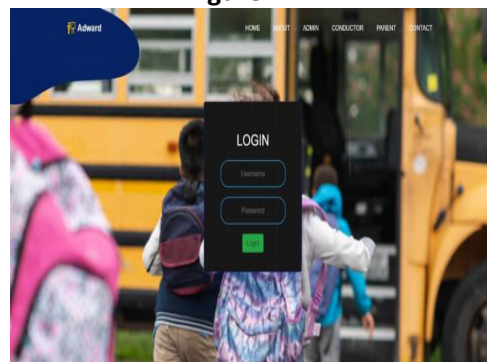 Adward
HOME ABOUT ADMIN CONDUCTOR PARENT CONTACT
LOGIN
Username
Password
Login